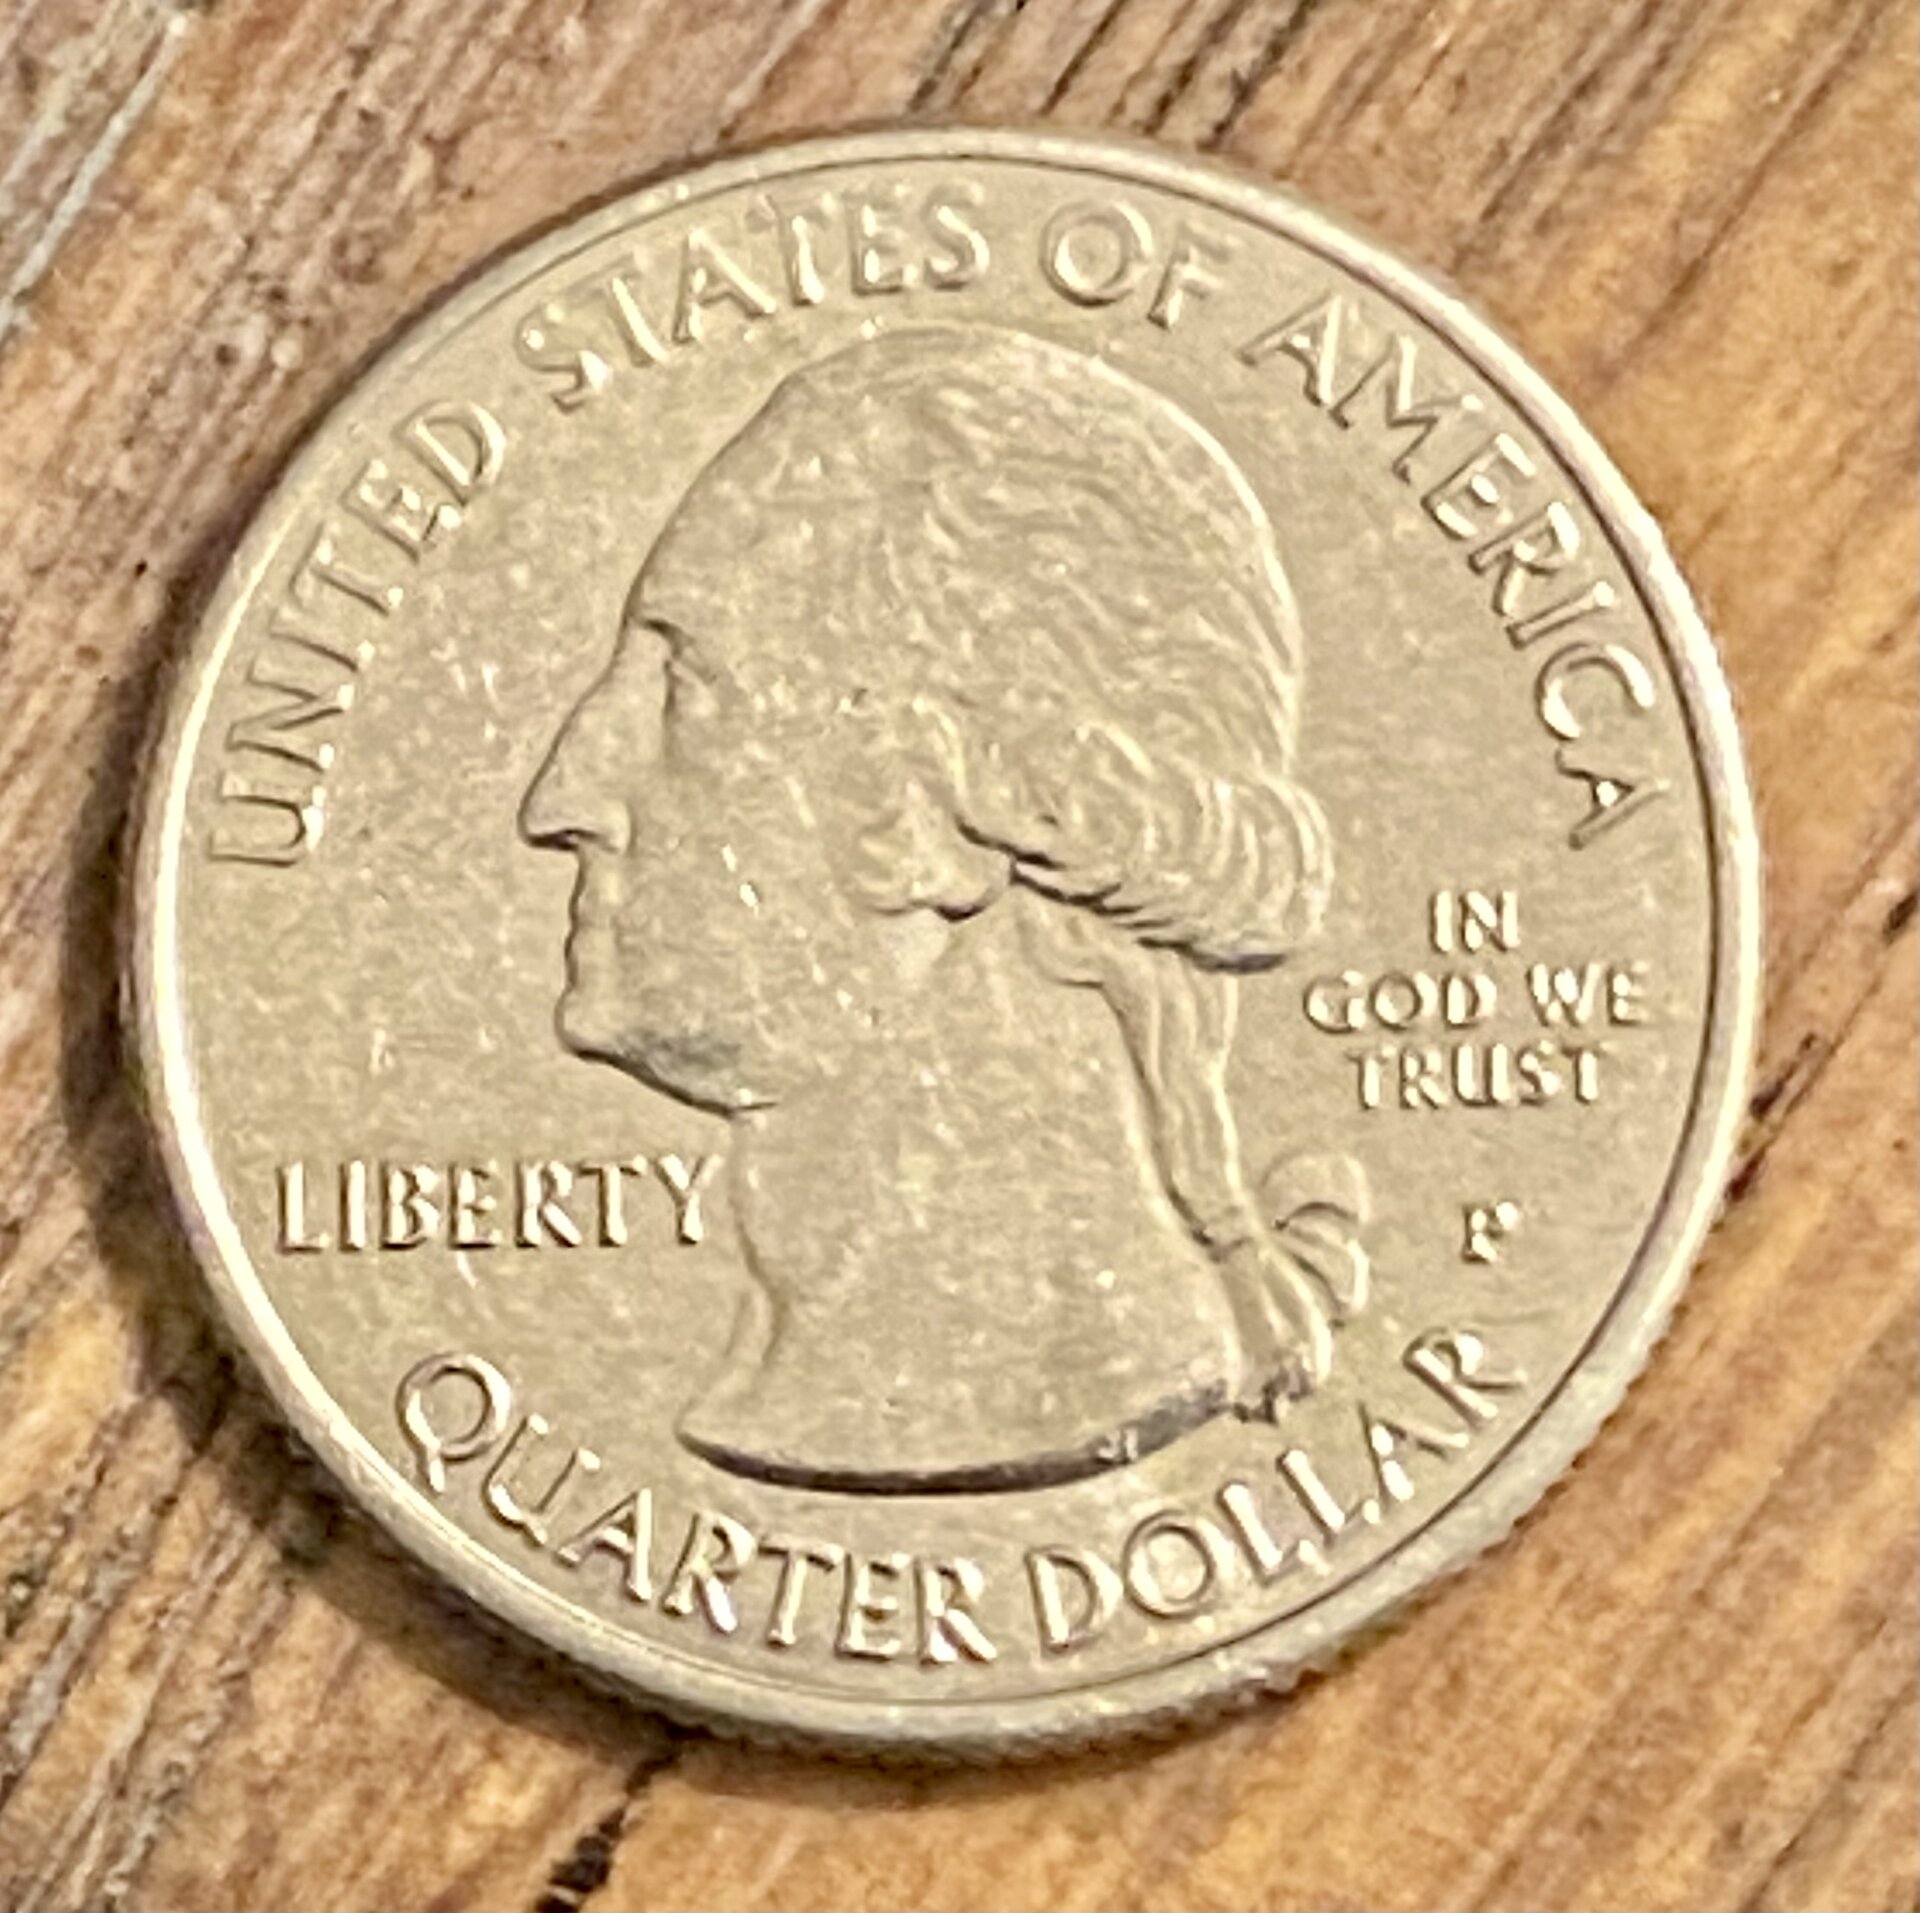 UNITED STATES OF AMERICA
IN
GOD WE
TRUST
LIBERTY
P
QUARTER DOLLAR